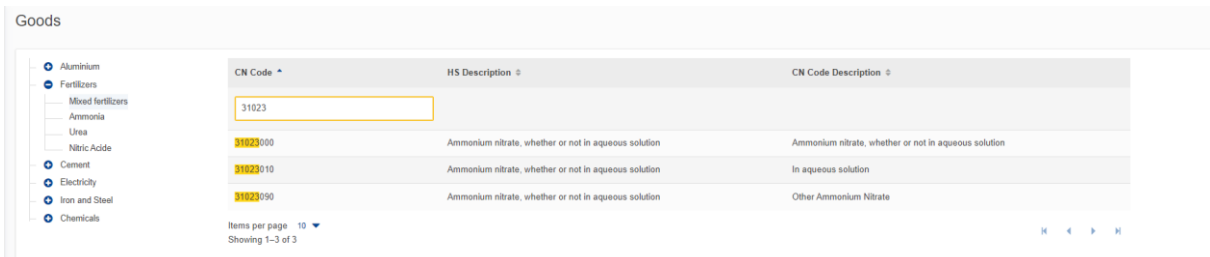 Goods
Aluminium
Fertilizers
Mixed fertilizers
Ammonia
Urea
Nitric Acide
Cement
Electricity
Iron and Steel
Chemicals
CN Code HS Description CN Code Description
31023
31023000 Ammonium nitrate, whether or not in aqueous solution Ammonium nitrate, whether or not in aqueous solution
31023010 Ammonium nitrate, whether or not in aqueous solution In aqueous solution
31023090 Ammonium nitrate, whether or not in aqueous solution Other Ammonium Nitrate
Items per page 10
Showing 1–3 of 3